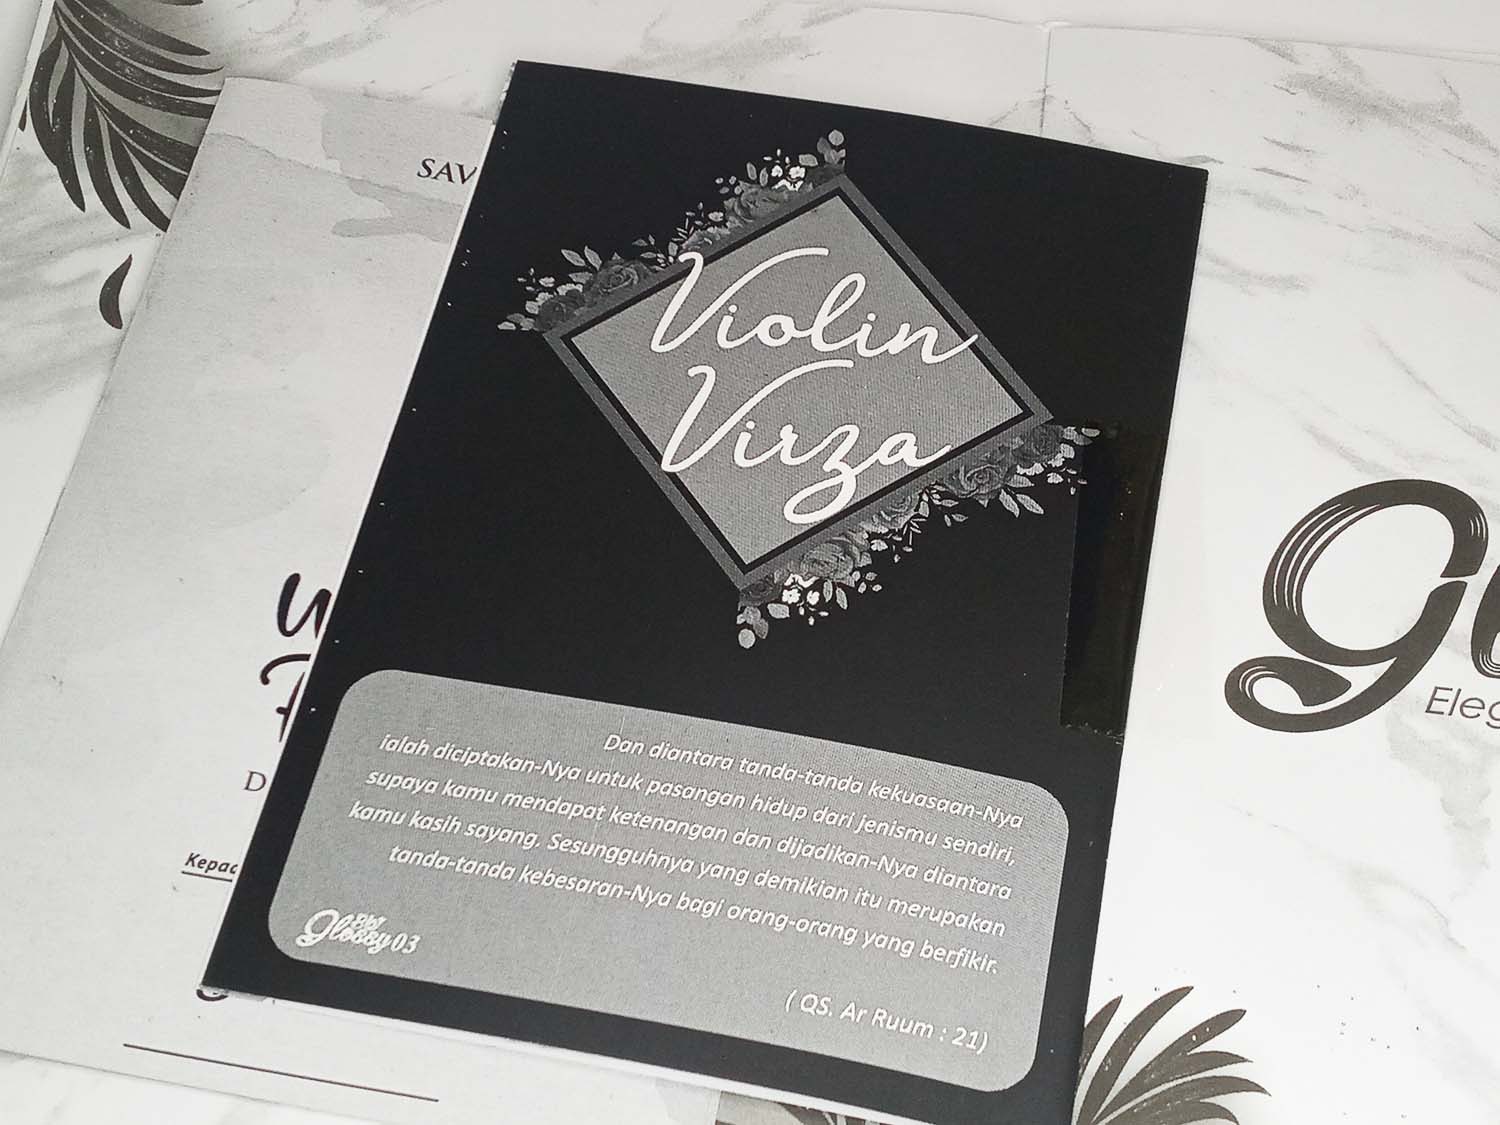 SAV
Violin
Virza
Dan diantara tanda-tanda kekuasaan-Nya
ialah diciptakan-Nya untuk pasangan hidup dari jenismu sendiri,
supaya kamu mendapat ketenangan dan dijadikan-Nya diantara
kamu kasih sayang. Sesungguhnya yang demikian itu merupakan
tanda-tanda kebesaran-Nya bagi orang-orang yang berfikir.
( QS. Ar Ruum : 21)
glossy 03
D
Kepad
gl
Eleg